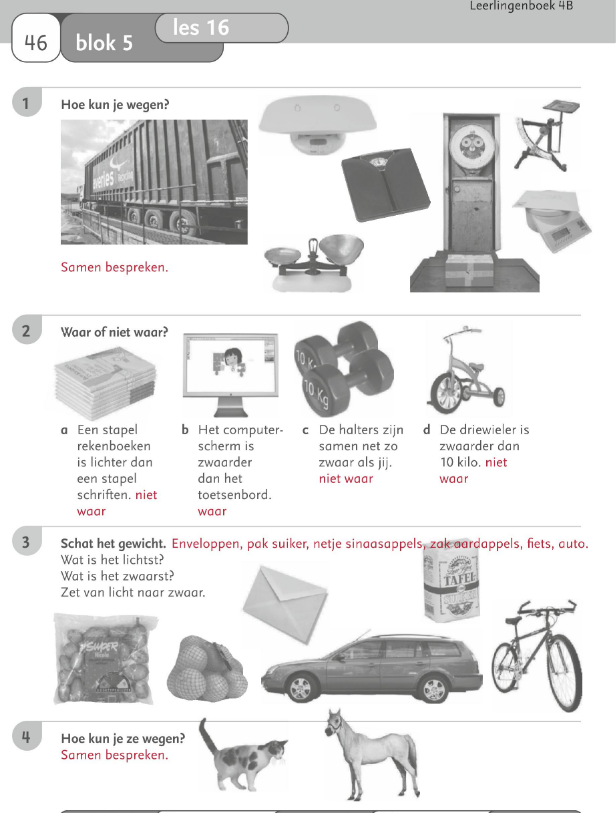 Leerlingenboek 4B
46
blok 5
les 16
1
Hoe kun je wegen?
Samen bespreken.
2
Waar of niet waar?
10 Kg
10 Kg
a Een stapel
rekenboeken
is lichter dan
een stapel
schriften. niet
waar
b Het computer-
scherm is
zwaarder
dan het
toetsenbord.
waar
c De halters zijn
samen net zo
zwaar als jij.
niet waar
d De driewieler is
zwaarder dan
10 kilo. niet
waar
3
Schat het gewicht. Enveloppen, pak suiker, netje sinaasappels, zak aardappels, fiets, auto.
Wat is het lichtst?
Wat is het zwaarst?
Zet van licht naar zwaar.
TAFEL
SUPER
4
Hoe kun je ze wegen?
Samen bespreken.